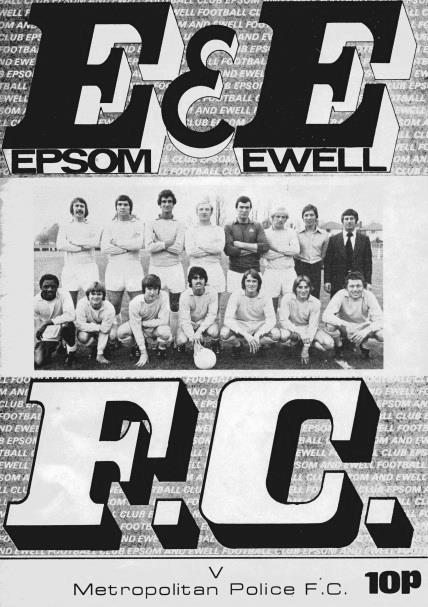 E & E
EPSOM EWELL
F.C.
V
Metropolitan Police F.C. 10p